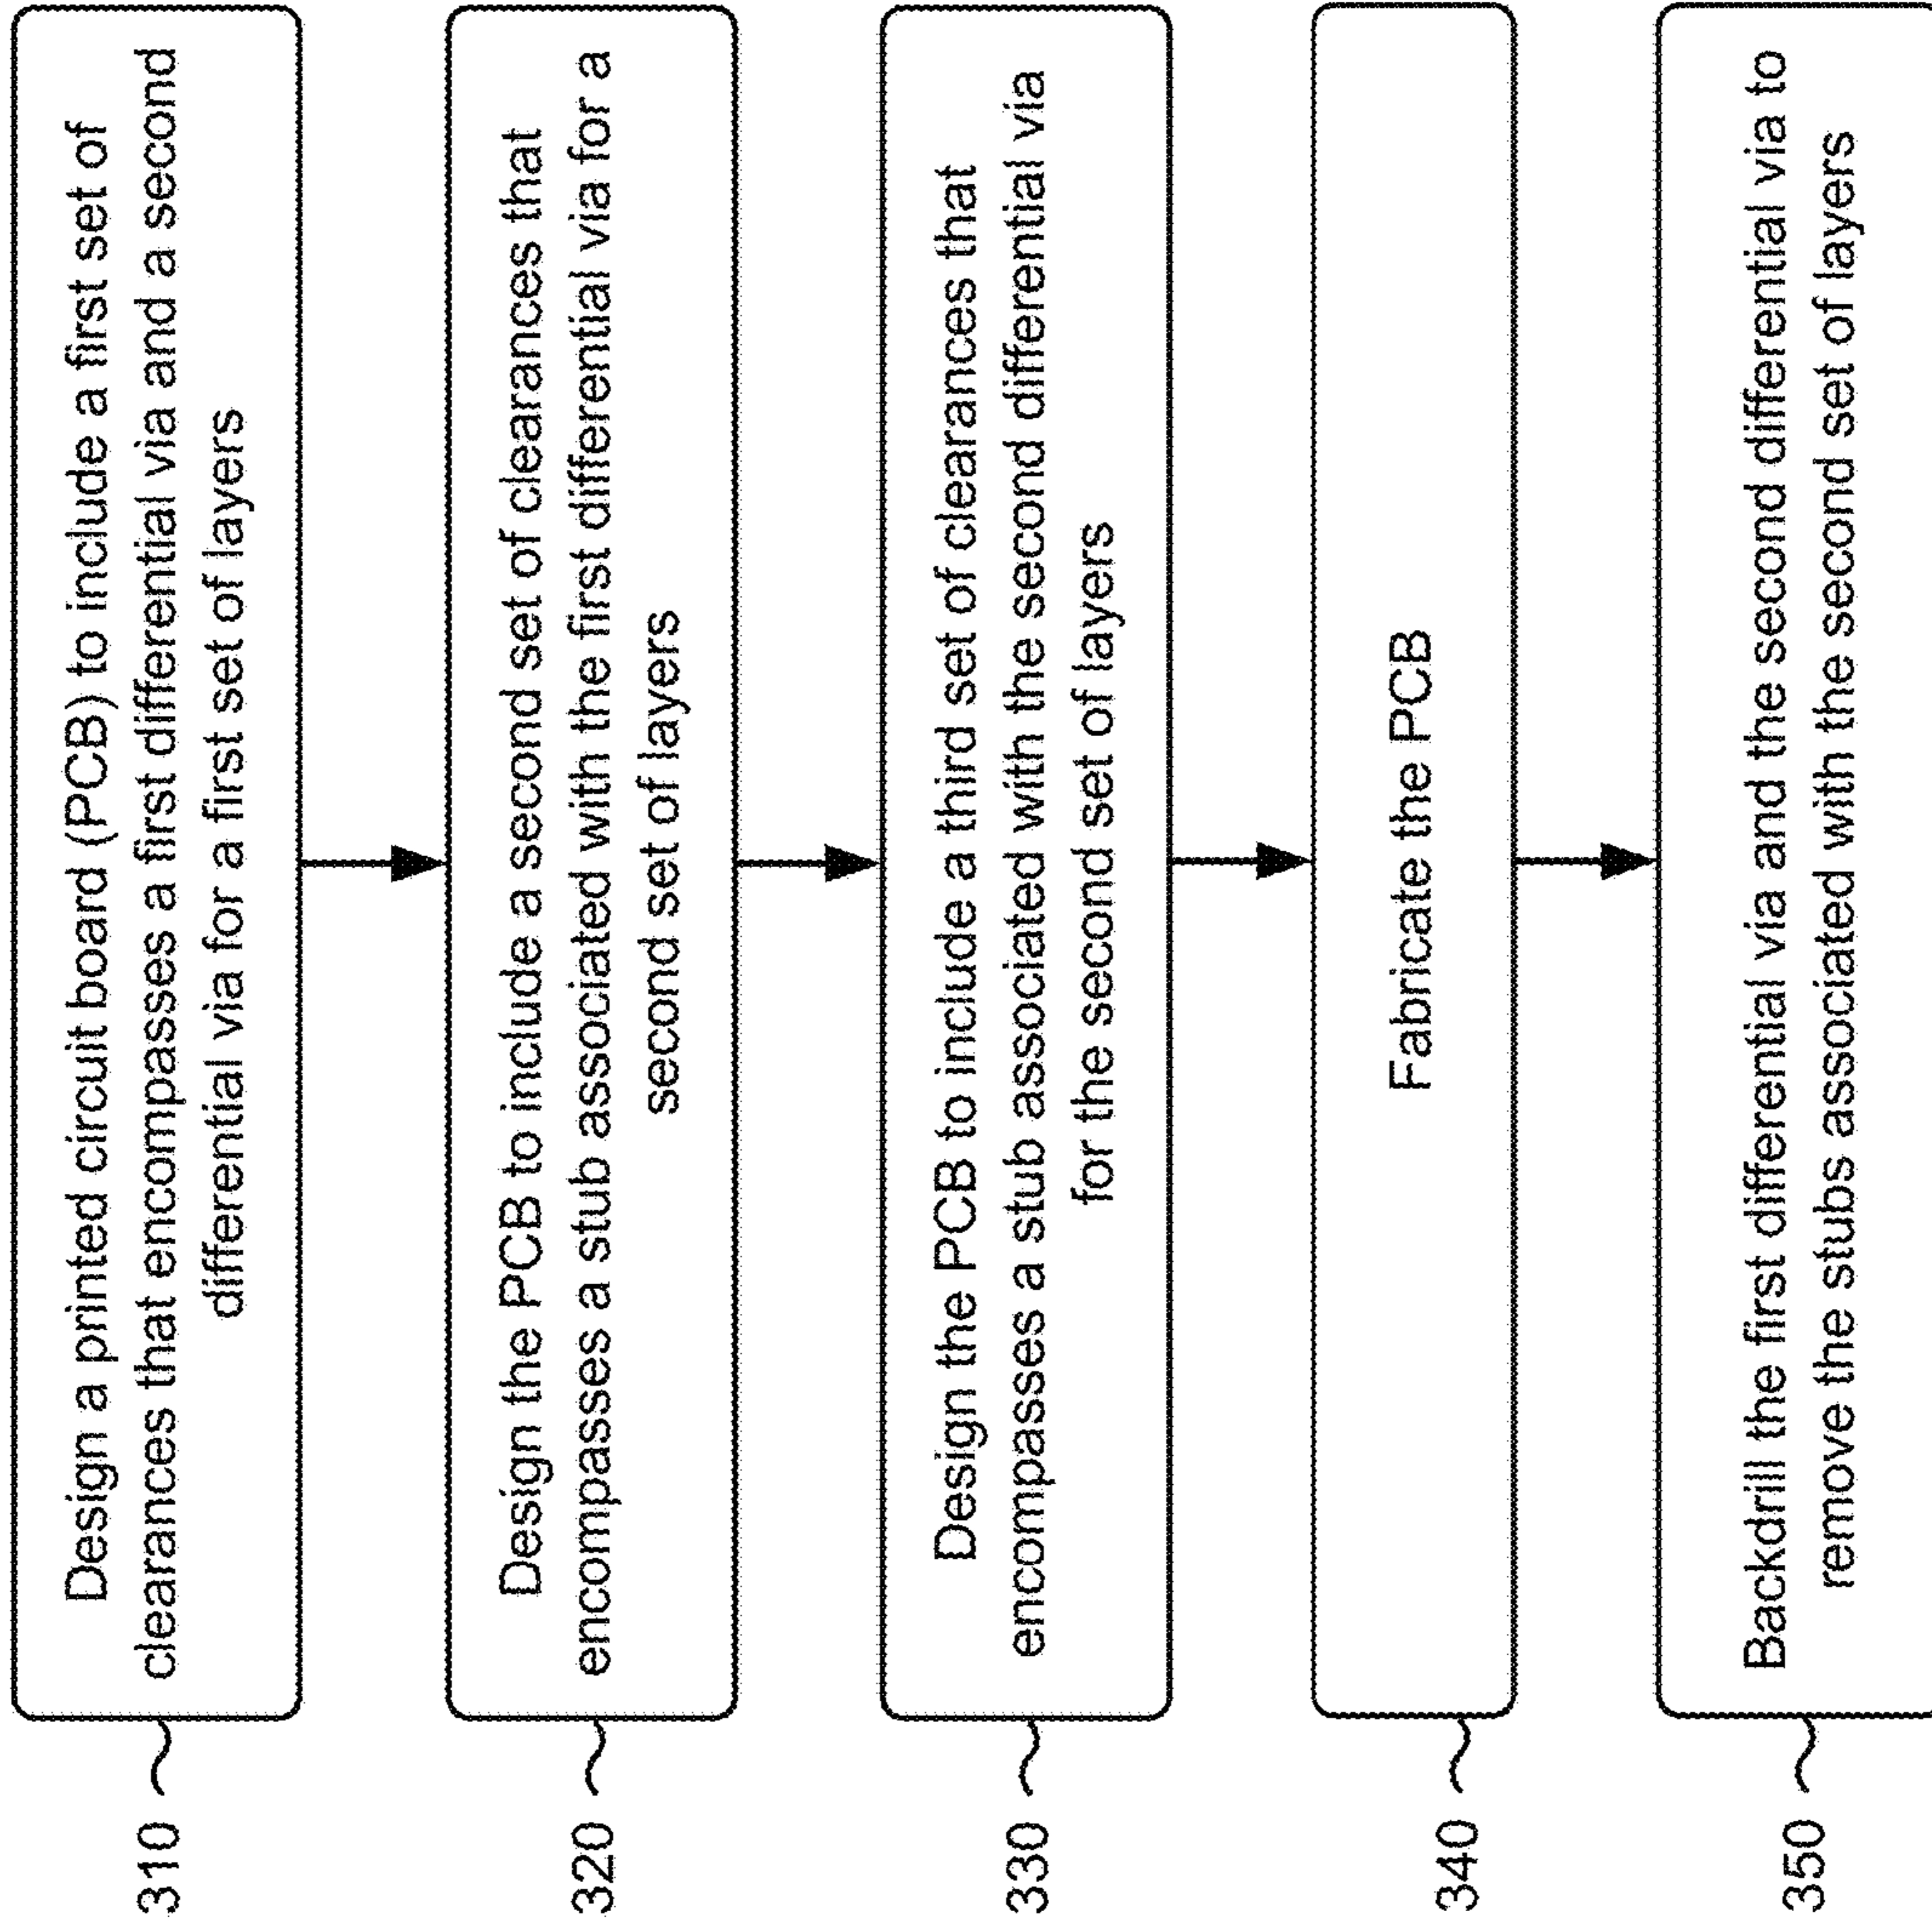 310
Design a printed circuit board (PCB) to include a first set of
clearances that encompasses a first differential via and a second
differential via for a first set of layers
320
Design the PCB to include a second set of clearances that
encompasses a stub associated with the first differential via for a
second set of layers
330
Design the PCB to include a third set of clearances that
encompasses a stub associated with the second differential via
for the second set of layers
340
Fabricate the PCB
350
Backdrill the first differential via and the second differential via to
remove the stubs associated with the second set of layers